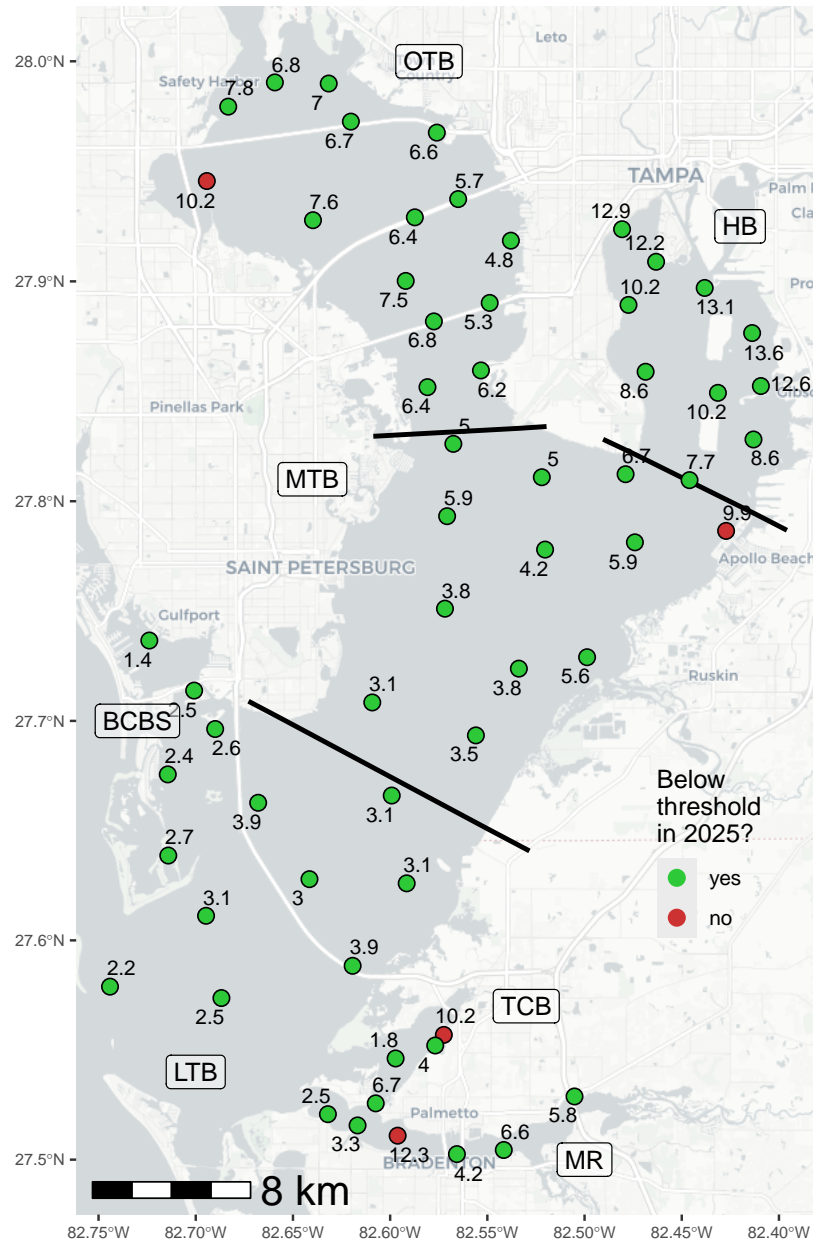 28.0°N
27.9°N
27.8°N
27.7°N
27.6°N
27.5°N
82.75°W
82.70°W
82.65°W
82.60°W
82.55°W
82.50°W
82.45°W
82.40°W
OTB
Leto
Safety Harbor
Country
6.8
7.8
7
6.7
6.6
TAMPA
10.2
7.6
5.7
6.4
4.8
12.9
12.2
HB
7.5
5.3
6.8
10.2
13.1
13.6
6.2
6.4
8.6
12.6
10.2
Pinellas Park
5
8.6
MTB
5
6.7
7.7
5.9
9.9
4.2
5.9
Apollo Beach
SAINT PETERSBURG
3.8
Gulfport
1.4
5.6
3.8
Ruskin
3.1
2.5
BCBS
2.6
3.5
2.4
3.9
3.1
2.7
3.1
3
3.1
3.9
2.2
2.5
Below
threshold
in 2025?
yes
no
TCB
10.2
1.8
4
LTB
6.7
2.5
3.3
Palmetto
12.3
5.8
6.6
BRADENTON
4.2
MR
8 km